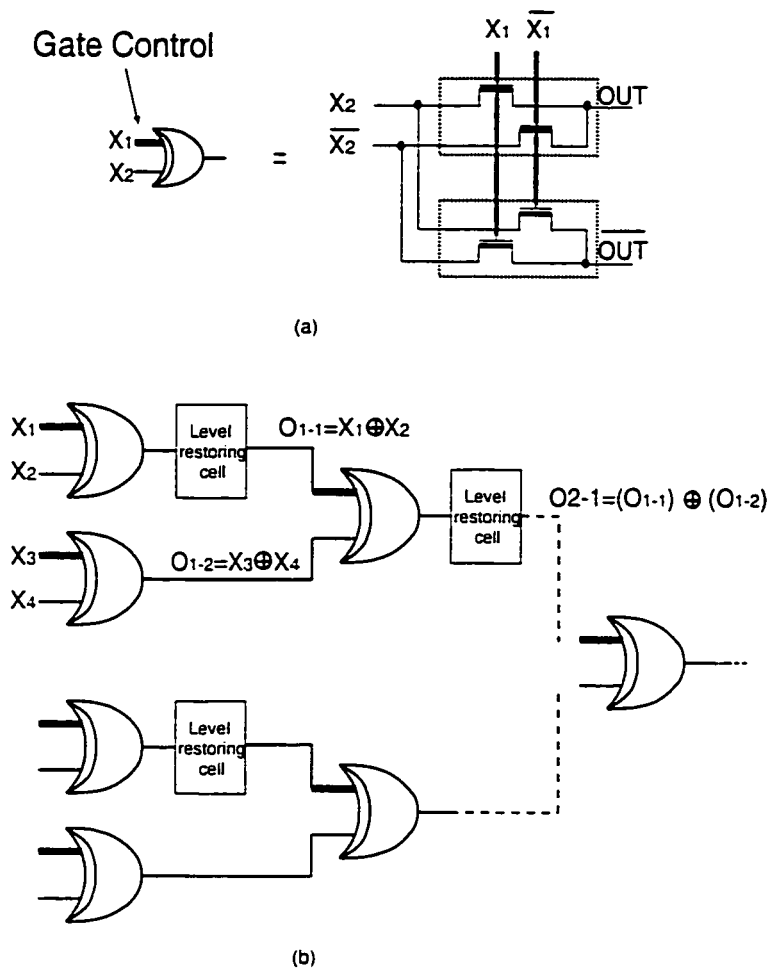 X₁ X̅₁
Gate Control
X₂ OUT
X₁ X̅₂
X₂ =
O̅U̅T̅
(a)
X₁ Level restoring cell O₁₋₁=X₁⊕X₂
X₂ Level restoring cell O2-1=(O₁₋₁) ⊕ (O₁₋₂)
X₃ O₁₋₂=X₃⊕X₄
X₄
Level
restoring
cell
(b)